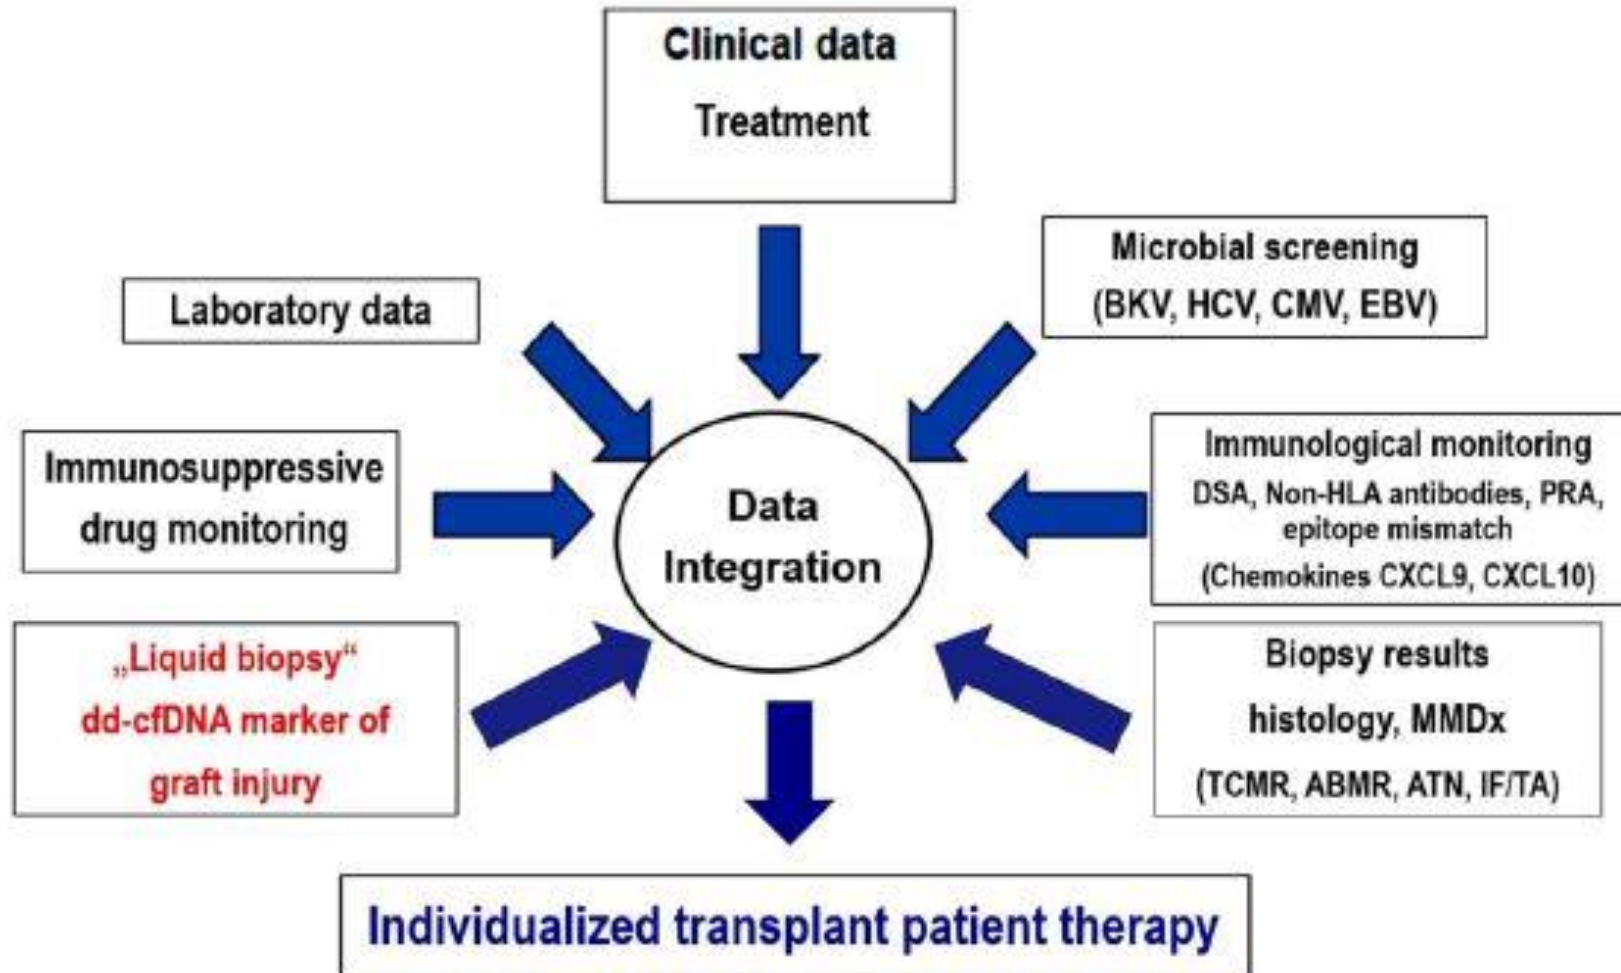 Clinical data
Treatment
Laboratory data
Microbial screening
(BKV, HCV, CMV, EBV)
Immunosuppressive
drug monitoring
Data
Integration
Immunological monitoring
DSA, Non-HLA antibodies, PRA,
epitope mismatch
(Chemokines CXCL9, CXCL10)
„Liquid biopsy“
dd-cfDNA marker of
graft injury
Biopsy results
histology, MMDx
(TCMR, ABMR, ATN, IF/TA)
Individualized transplant patient therapy